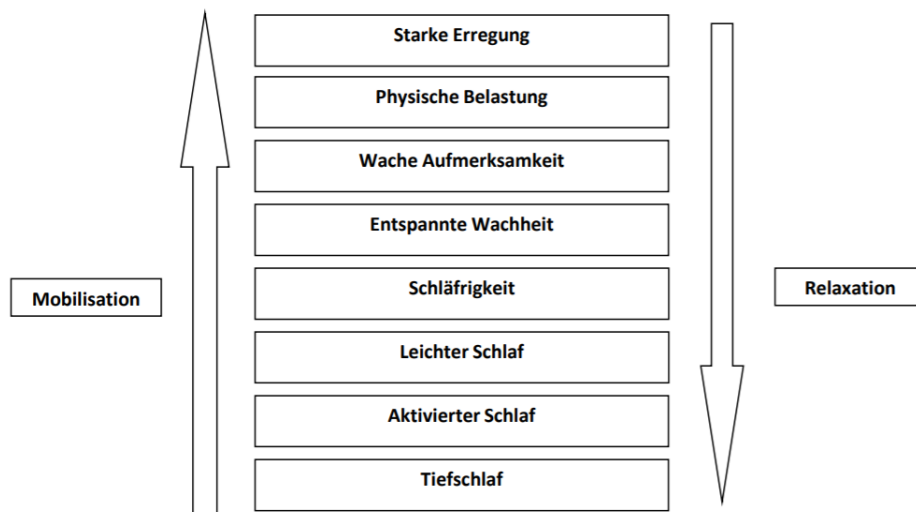 Starke Erregung
Physische Belastung
Wache Aufmerksamkeit
Entspannte Wachheit
Schläfrigkeit
Mobilisation
Relaxation
Leichter Schlaf
Aktivierter Schlaf
Tiefschlaf